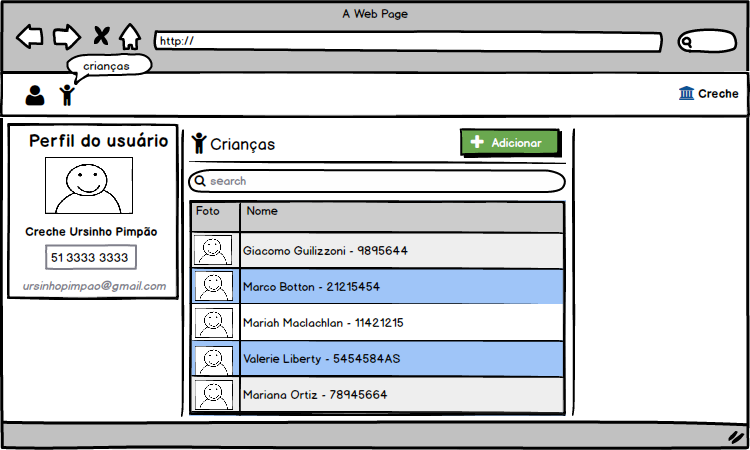 A Web Page
http://
crianças
Creche
Perfil do usuário
Creche Ursinho Pimpão
51 3333 3333
ursinhopimpao@gmail.com
Crianças
Adicionar
search
Foto Nome
Giacomo Guilizzoni - 9895644
Marco Botton - 21215454
Mariah Maclachlan - 11421215
Valerie Liberty - 5454584AS
Mariana Ortiz - 78945664